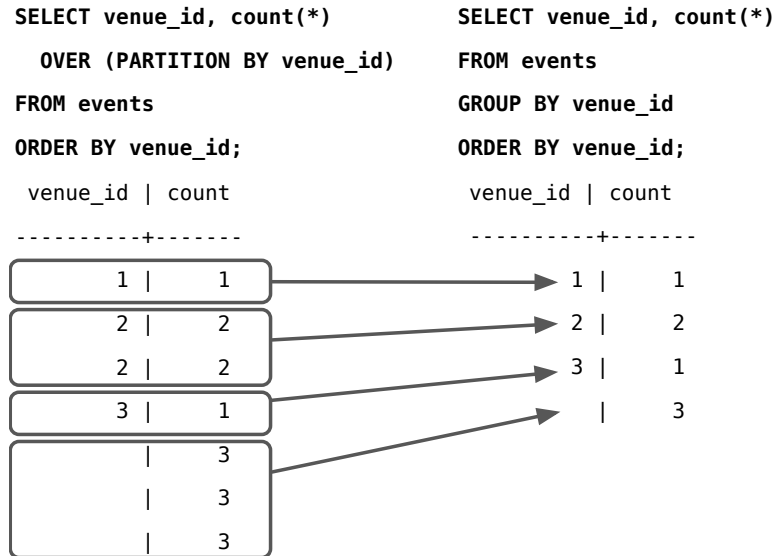 SELECT venue_id, count(*)
OVER (PARTITION BY venue_id)
FROM events
ORDER BY venue_id;
venue_id | count
----------+-------
1 | 1
2 | 2
2 | 2
3 | 1
| 3
| 3
| 3
SELECT venue_id, count(*)
FROM events
GROUP BY venue_id
ORDER BY venue_id;
venue_id | count
----------+-------
1 | 1
2 | 2
3 | 1
| 3